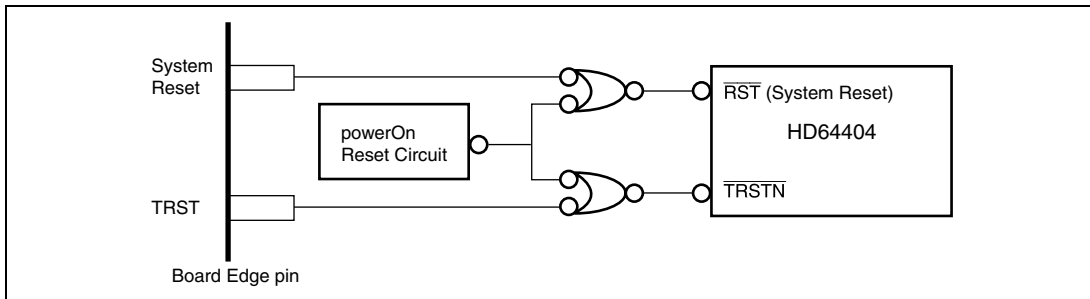 System
Reset
powerOn
Reset Circuit
RST (System Reset)
HD64404
TRSTN
TRST
Board Edge pin